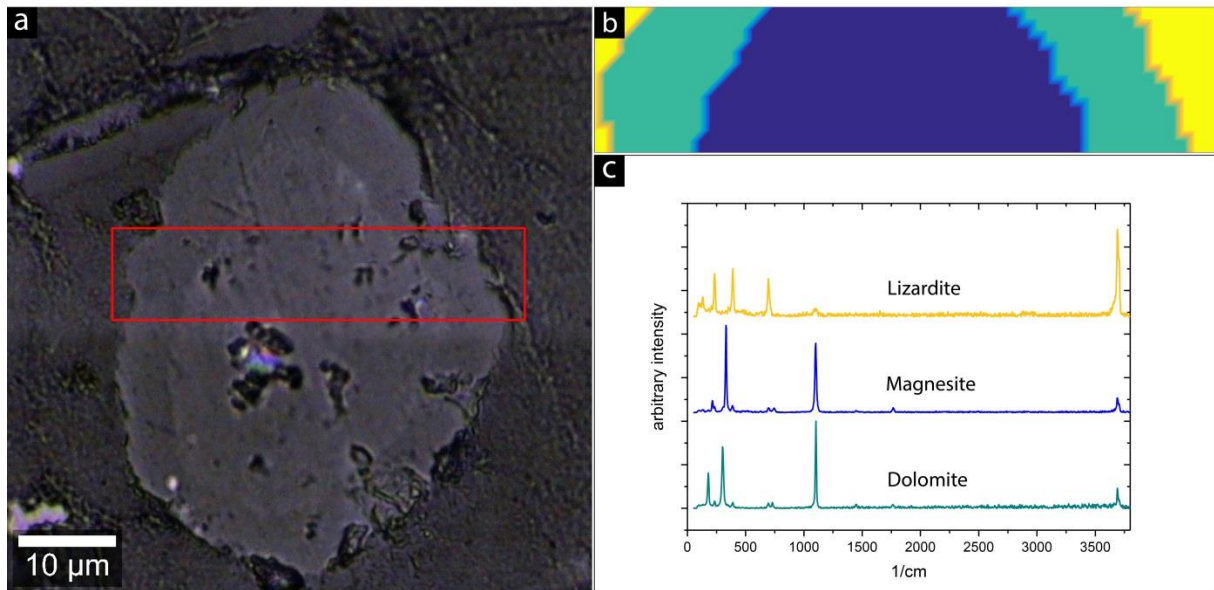 a
10 µm
b
c
arbitrary intensity
Lizardite
Magnesite
Dolomite
0 500 1000 1500 2000 2500 3000 3500
1/cm